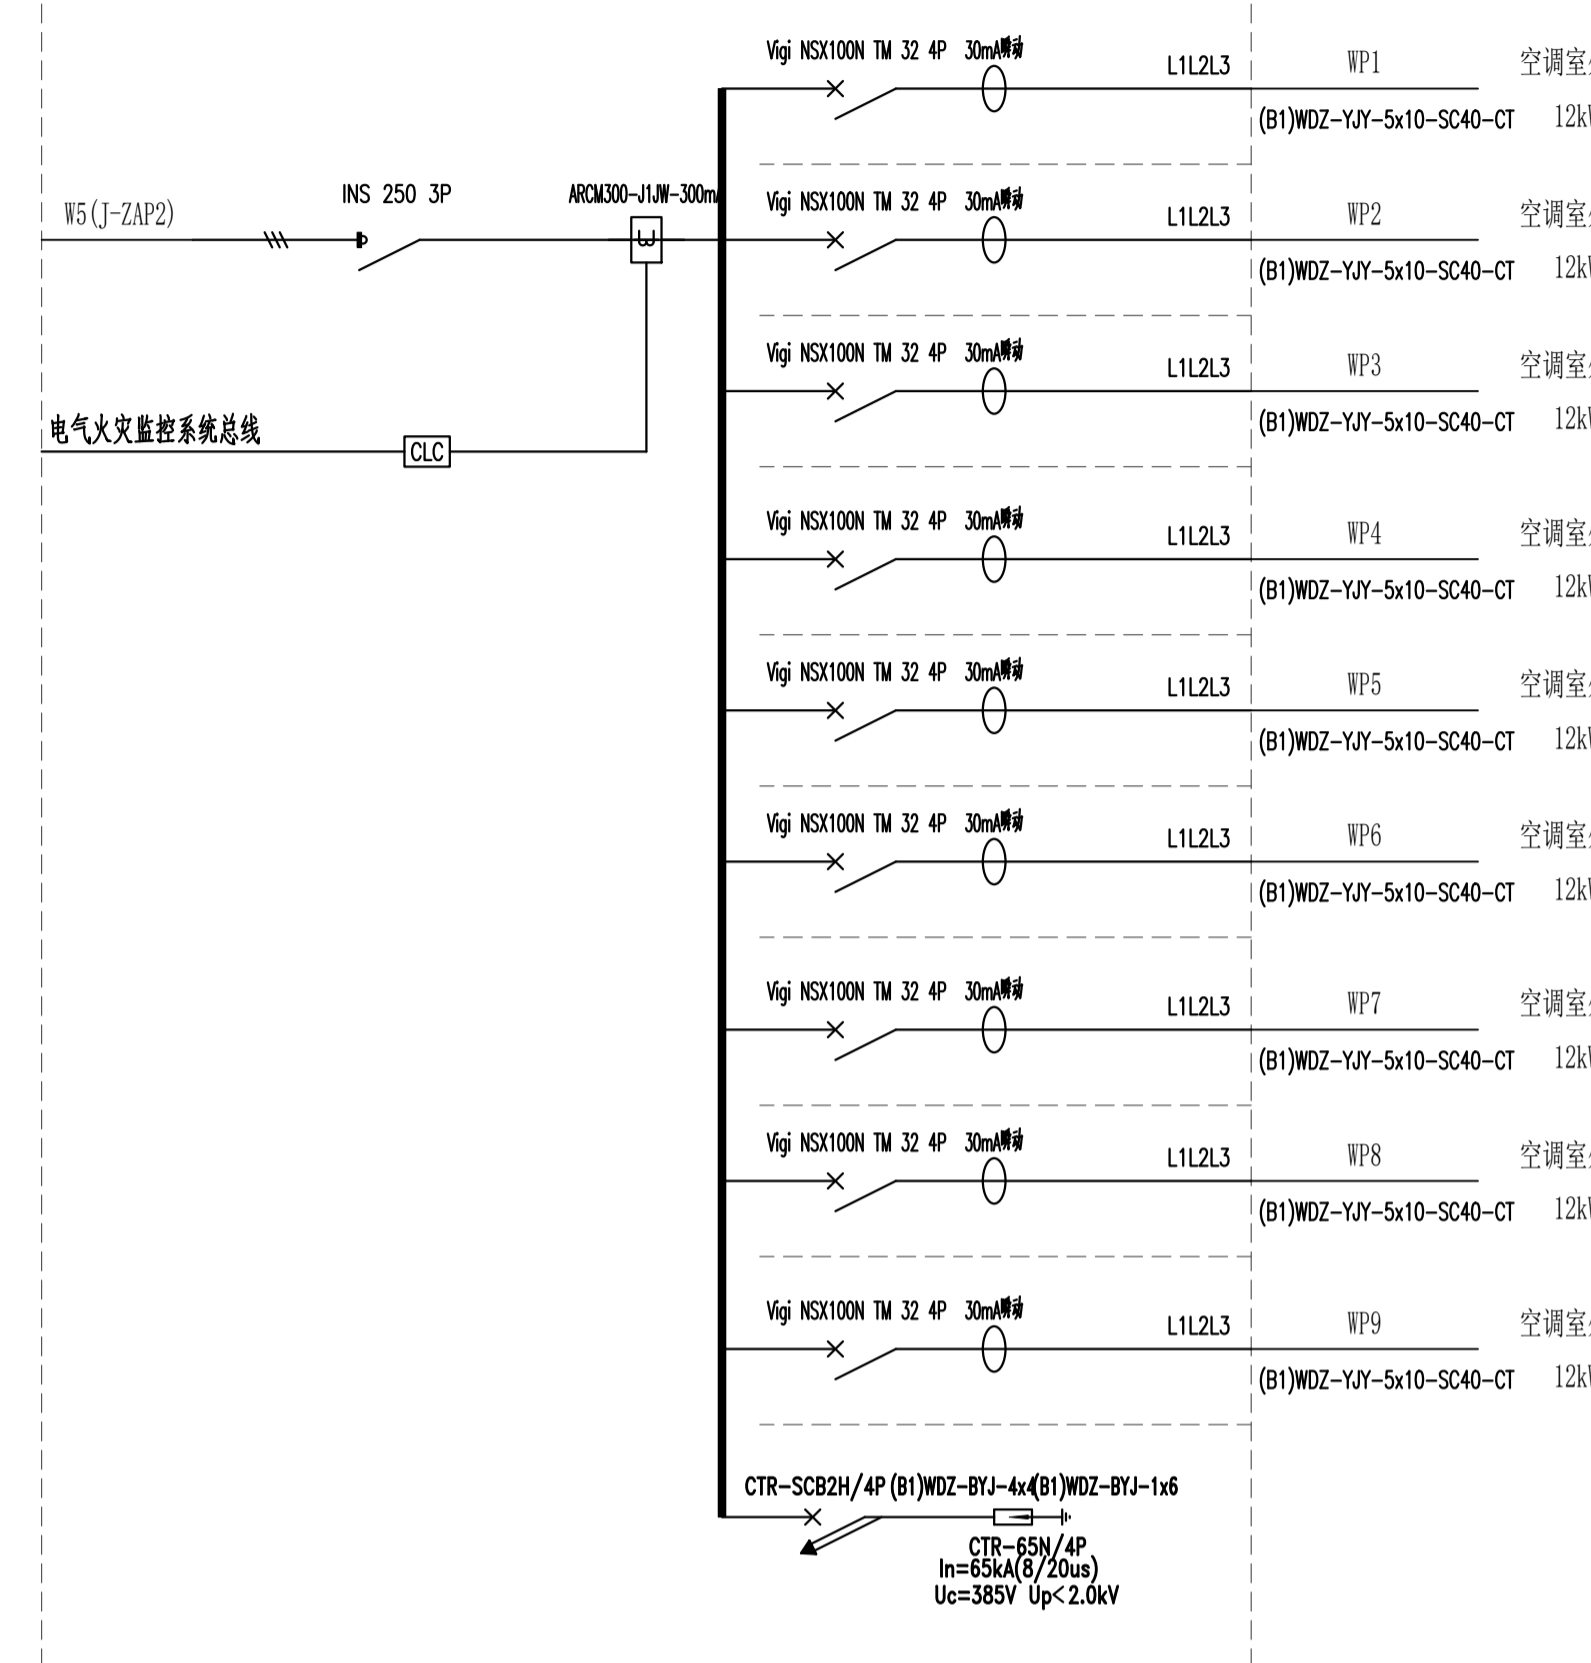 Vigi NSX100N TM 32 4P 30mA瞬动
L1L2L3
WP1
空调室
(B1)WDZ-YJY-5x10-SC40-CT
12k
W5(J-ZAP2)
INS 250 3P
ARCM300-J1JW-300m
Vigi NSX100N TM 32 4P 30mA瞬动
L1L2L3
WP2
空调室
(B1)WDZ-YJY-5x10-SC40-CT
12k
Vigi NSX100N TM 32 4P 30mA瞬动
L1L2L3
WP3
空调室
(B1)WDZ-YJY-5x10-SC40-CT
12k
电气火灾监控系统总线
CLC
Vigi NSX100N TM 32 4P 30mA瞬动
L1L2L3
WP4
空调室
(B1)WDZ-YJY-5x10-SC40-CT
12k
Vigi NSX100N TM 32 4P 30mA瞬动
L1L2L3
WP5
空调室
(B1)WDZ-YJY-5x10-SC40-CT
12k
Vigi NSX100N TM 32 4P 30mA瞬动
L1L2L3
WP6
空调室
(B1)WDZ-YJY-5x10-SC40-CT
12k
Vigi NSX100N TM 32 4P 30mA瞬动
L1L2L3
WP7
空调室
(B1)WDZ-YJY-5x10-SC40-CT
12k
Vigi NSX100N TM 32 4P 30mA瞬动
L1L2L3
WP8
空调室
(B1)WDZ-YJY-5x10-SC40-CT
12k
Vigi NSX100N TM 32 4P 30mA瞬动
L1L2L3
WP9
空调室
(B1)WDZ-YJY-5x10-SC40-CT
12k
CTR-SCB2H/4P (B1)WDZ-BYJ-4x4 (B1)WDZ-BYJ-1x6
CTR-65N/4P
In=65kA(8/20us)
Uc=385V Up<2.0kV